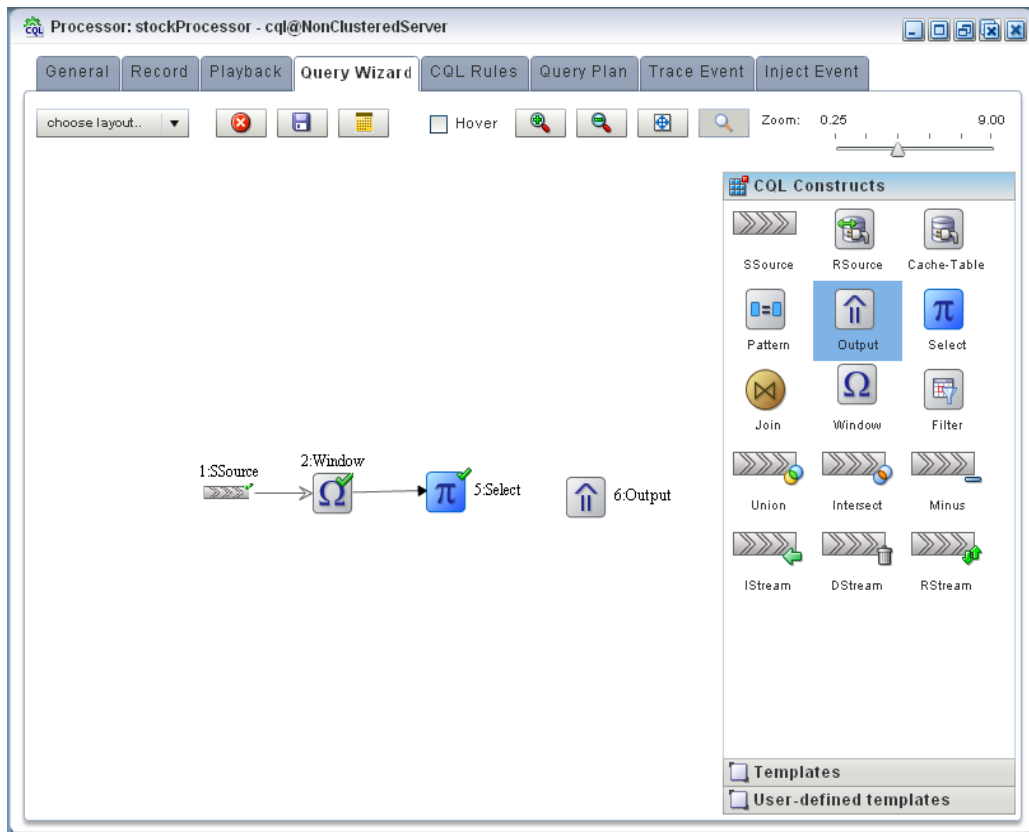 Processor: stockProcessor - cql@NonClusteredServer
General Record Playback Query Wizard CQL Rules Query Plan Trace Event Inject Event
choose layout.. Hover Zoom: 0.25 9.00
CQL Constructs
SSource RSource Cache-Table
Pattern Output Select
Join Window Filter
Union Intersect Minus
IStream DStream RStream
1:SSource 2:Window 5:Select 6:Output
Templates
User-defined templates